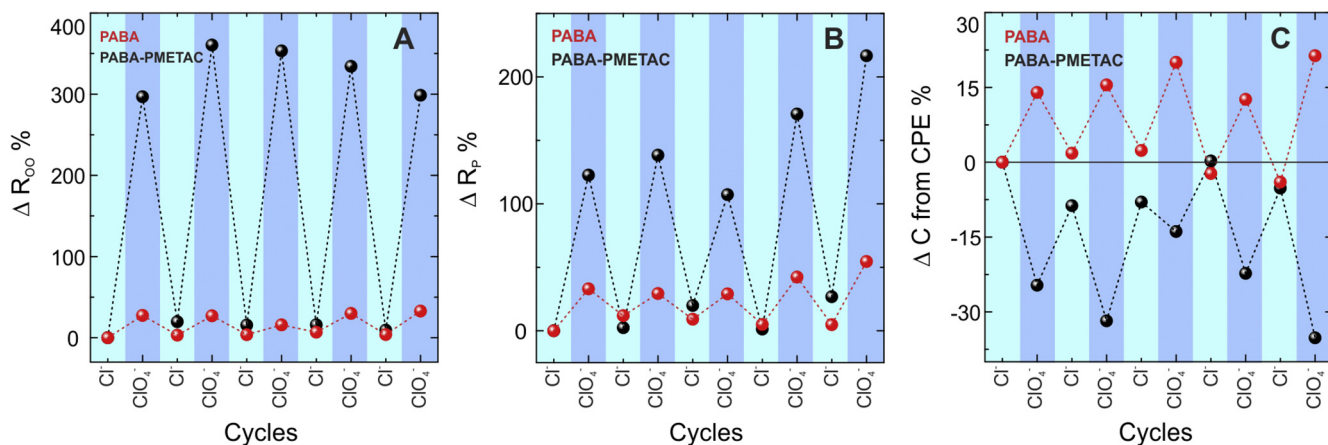 A
PABA
PABA-PMETAC
Δ R∞ %
400
300
200
100
0
Cl⁻
ClO₄⁻
Cl⁻
ClO₄⁻
Cl⁻
ClO₄⁻
Cl⁻
ClO₄⁻
Cl⁻
ClO₄⁻
Cycles
B
PABA
PABA-PMETAC
Δ R_P %
200
100
0
Cl⁻
ClO₄⁻
Cl⁻
ClO₄⁻
Cl⁻
ClO₄⁻
Cl⁻
ClO₄⁻
Cl⁻
ClO₄⁻
Cycles
C
PABA
PABA-PMETAC
Δ C from CPE %
30
15
0
-15
-30
Cl⁻
ClO₄⁻
Cl⁻
ClO₄⁻
Cl⁻
ClO₄⁻
Cl⁻
ClO₄⁻
Cl⁻
ClO₄⁻
Cycles